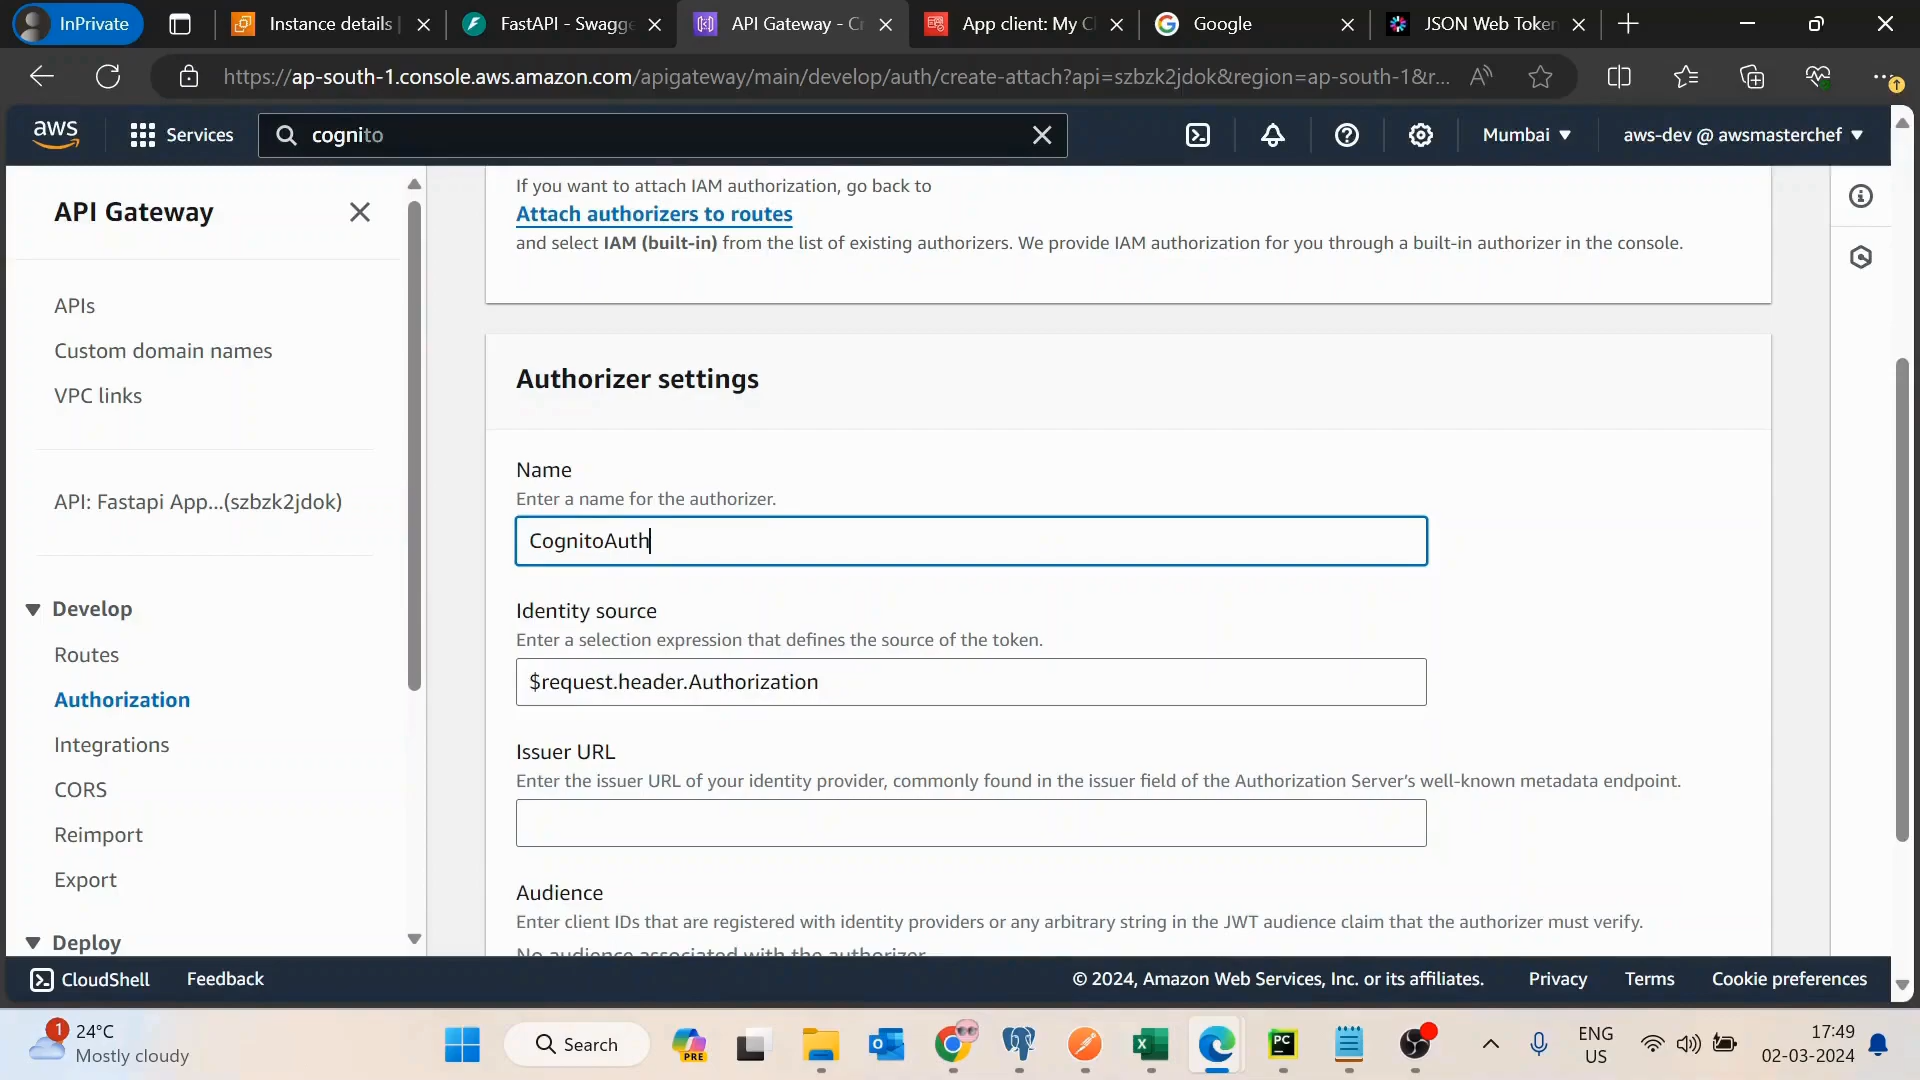 InPrivate
Instance details |
FastAPI - Swagge
API Gateway - Cr
App client: My Cl
Google
JSON Web Token
https://ap-south-1.console.aws.amazon.com/apigateway/main/develop/auth/create-attach?api=szbzk2jdok&region=ap-south-1&r...
aws
Services
cognito
Mumbai
aws-dev @ awsmasterchef
API Gateway
APIs
Custom domain names
VPC links
API: Fastapi App...(szbzk2jdok)
Develop
Routes
Authorization
Integrations
CORS
Reimport
Export
Deploy
If you want to attach IAM authorization, go back to
Attach authorizers to routes
and select IAM (built-in) from the list of existing authorizers. We provide IAM authorization for you through a built-in authorizer in the console.
Authorizer settings
Name
Enter a name for the authorizer.
CognitoAuth
Identity source
Enter a selection expression that defines the source of the token.
$request.header.Authorization
Issuer URL
Enter the issuer URL of your identity provider, commonly found in the issuer field of the Authorization Server's well-known metadata endpoint.
Audience
Enter client IDs that are registered with identity providers or any arbitrary string in the JWT audience claim that the authorizer must verify.
No audience associated with the authorizer
CloudShell
Feedback
© 2024, Amazon Web Services, Inc. or its affiliates.
Privacy
Terms
Cookie preferences
1
24°C
Mostly cloudy
Search
PRE
PC
ENG
US
17:49
02-03-2024